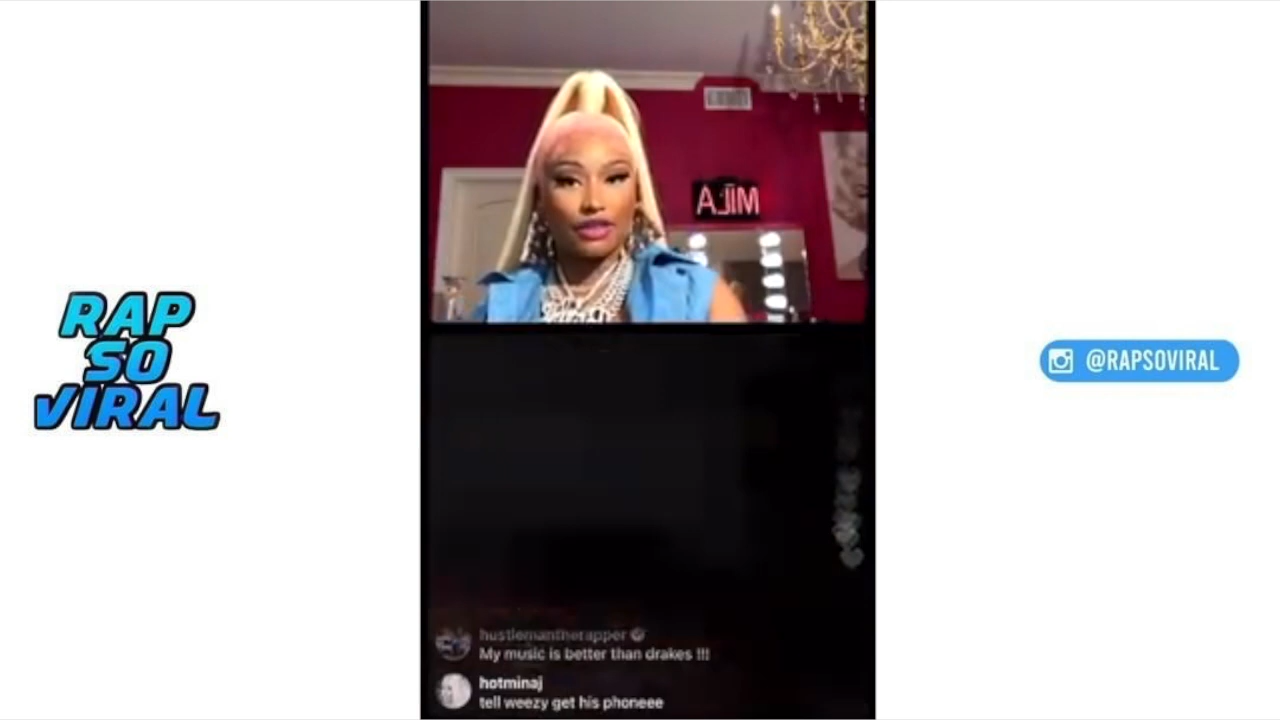 RAP
SO
VIRAL
MILA
@RAPSOVIRAL
hustlemantherapper
My music is better than drakes !!!
hotminaj
tell weezy get his phoneee